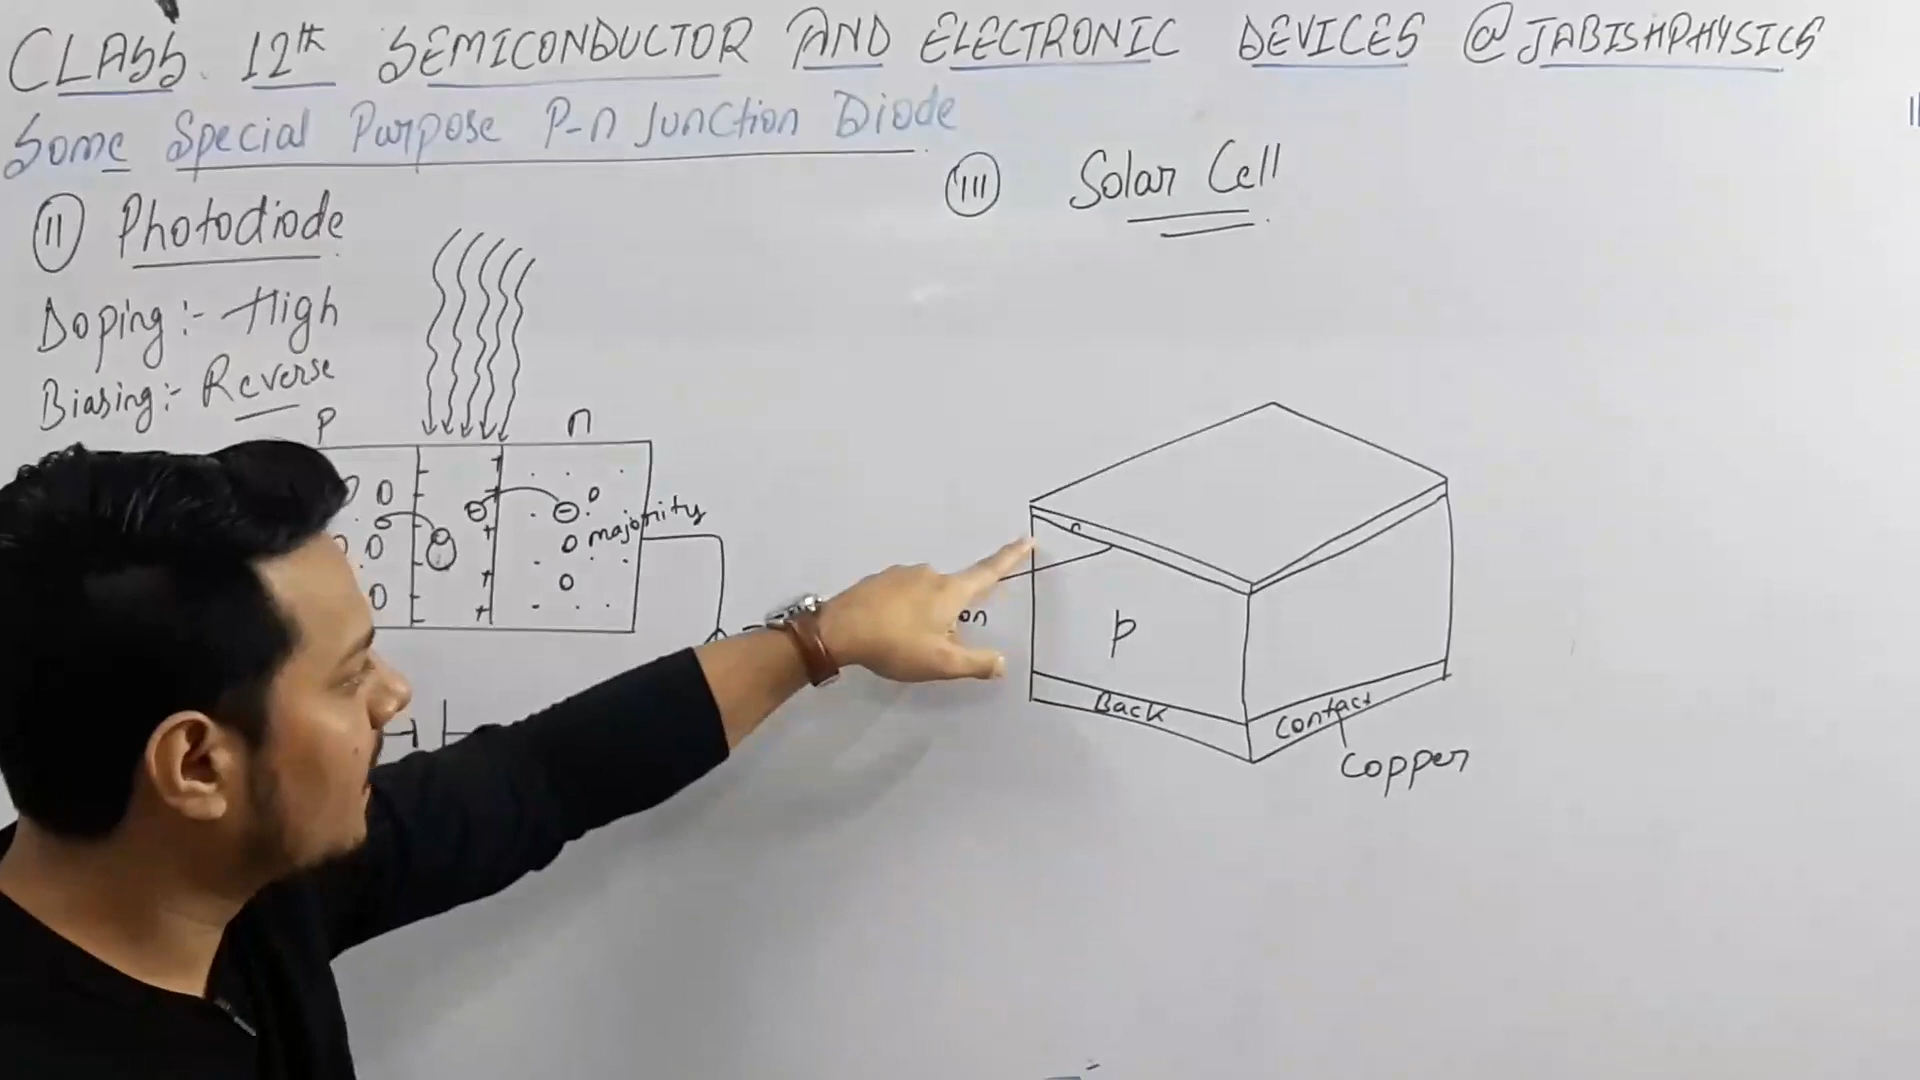 CLASS 12th SEMICONDUCTOR AND ELECTRONIC DEVICES @JABISHPHYSICS
Some Special Purpose P-n Junction Diode
II Photodiode
III Solar Cell
Doping :- High
Biasing :- Reverse
P
n
majority
n
P
Back
Contact
Copper